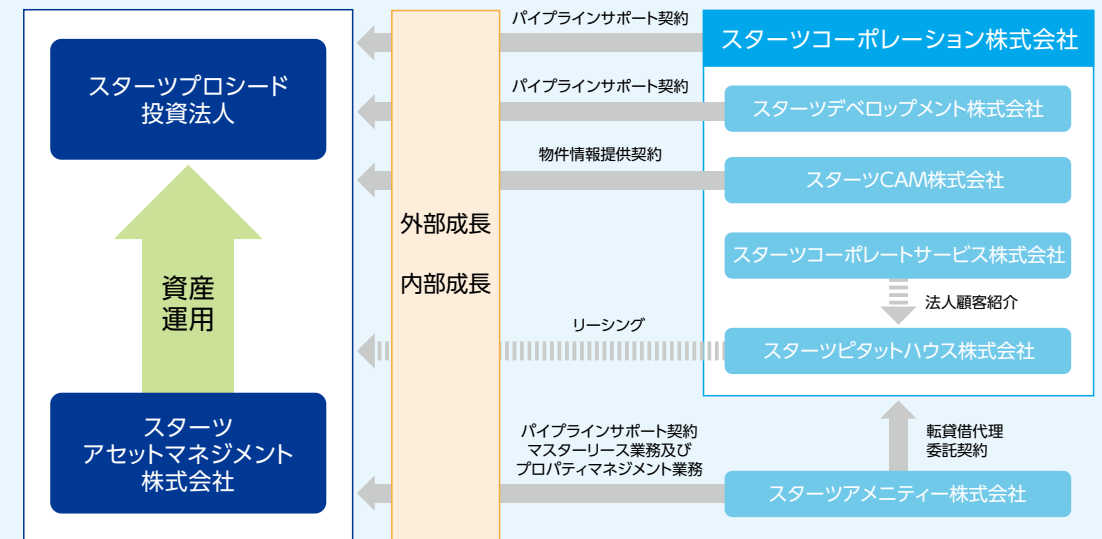 スターツプロシード
投資法人
資産
運用
スターツ
アセットマネジメント
株式会社
外部成長
内部成長
パイプラインサポート契約
パイプラインサポート契約
物件情報提供契約
リーシング
パイプラインサポート契約
マスターリース業務及び
プロパティマネジメント業務
スターツコーポレーション株式会社
スターツデベロップメント株式会社
スターツCAM株式会社
スターツコーポレートサービス株式会社
法人顧客紹介
スターツピタットハウス株式会社
転貸借代理
委託契約
スターツアメニティー株式会社